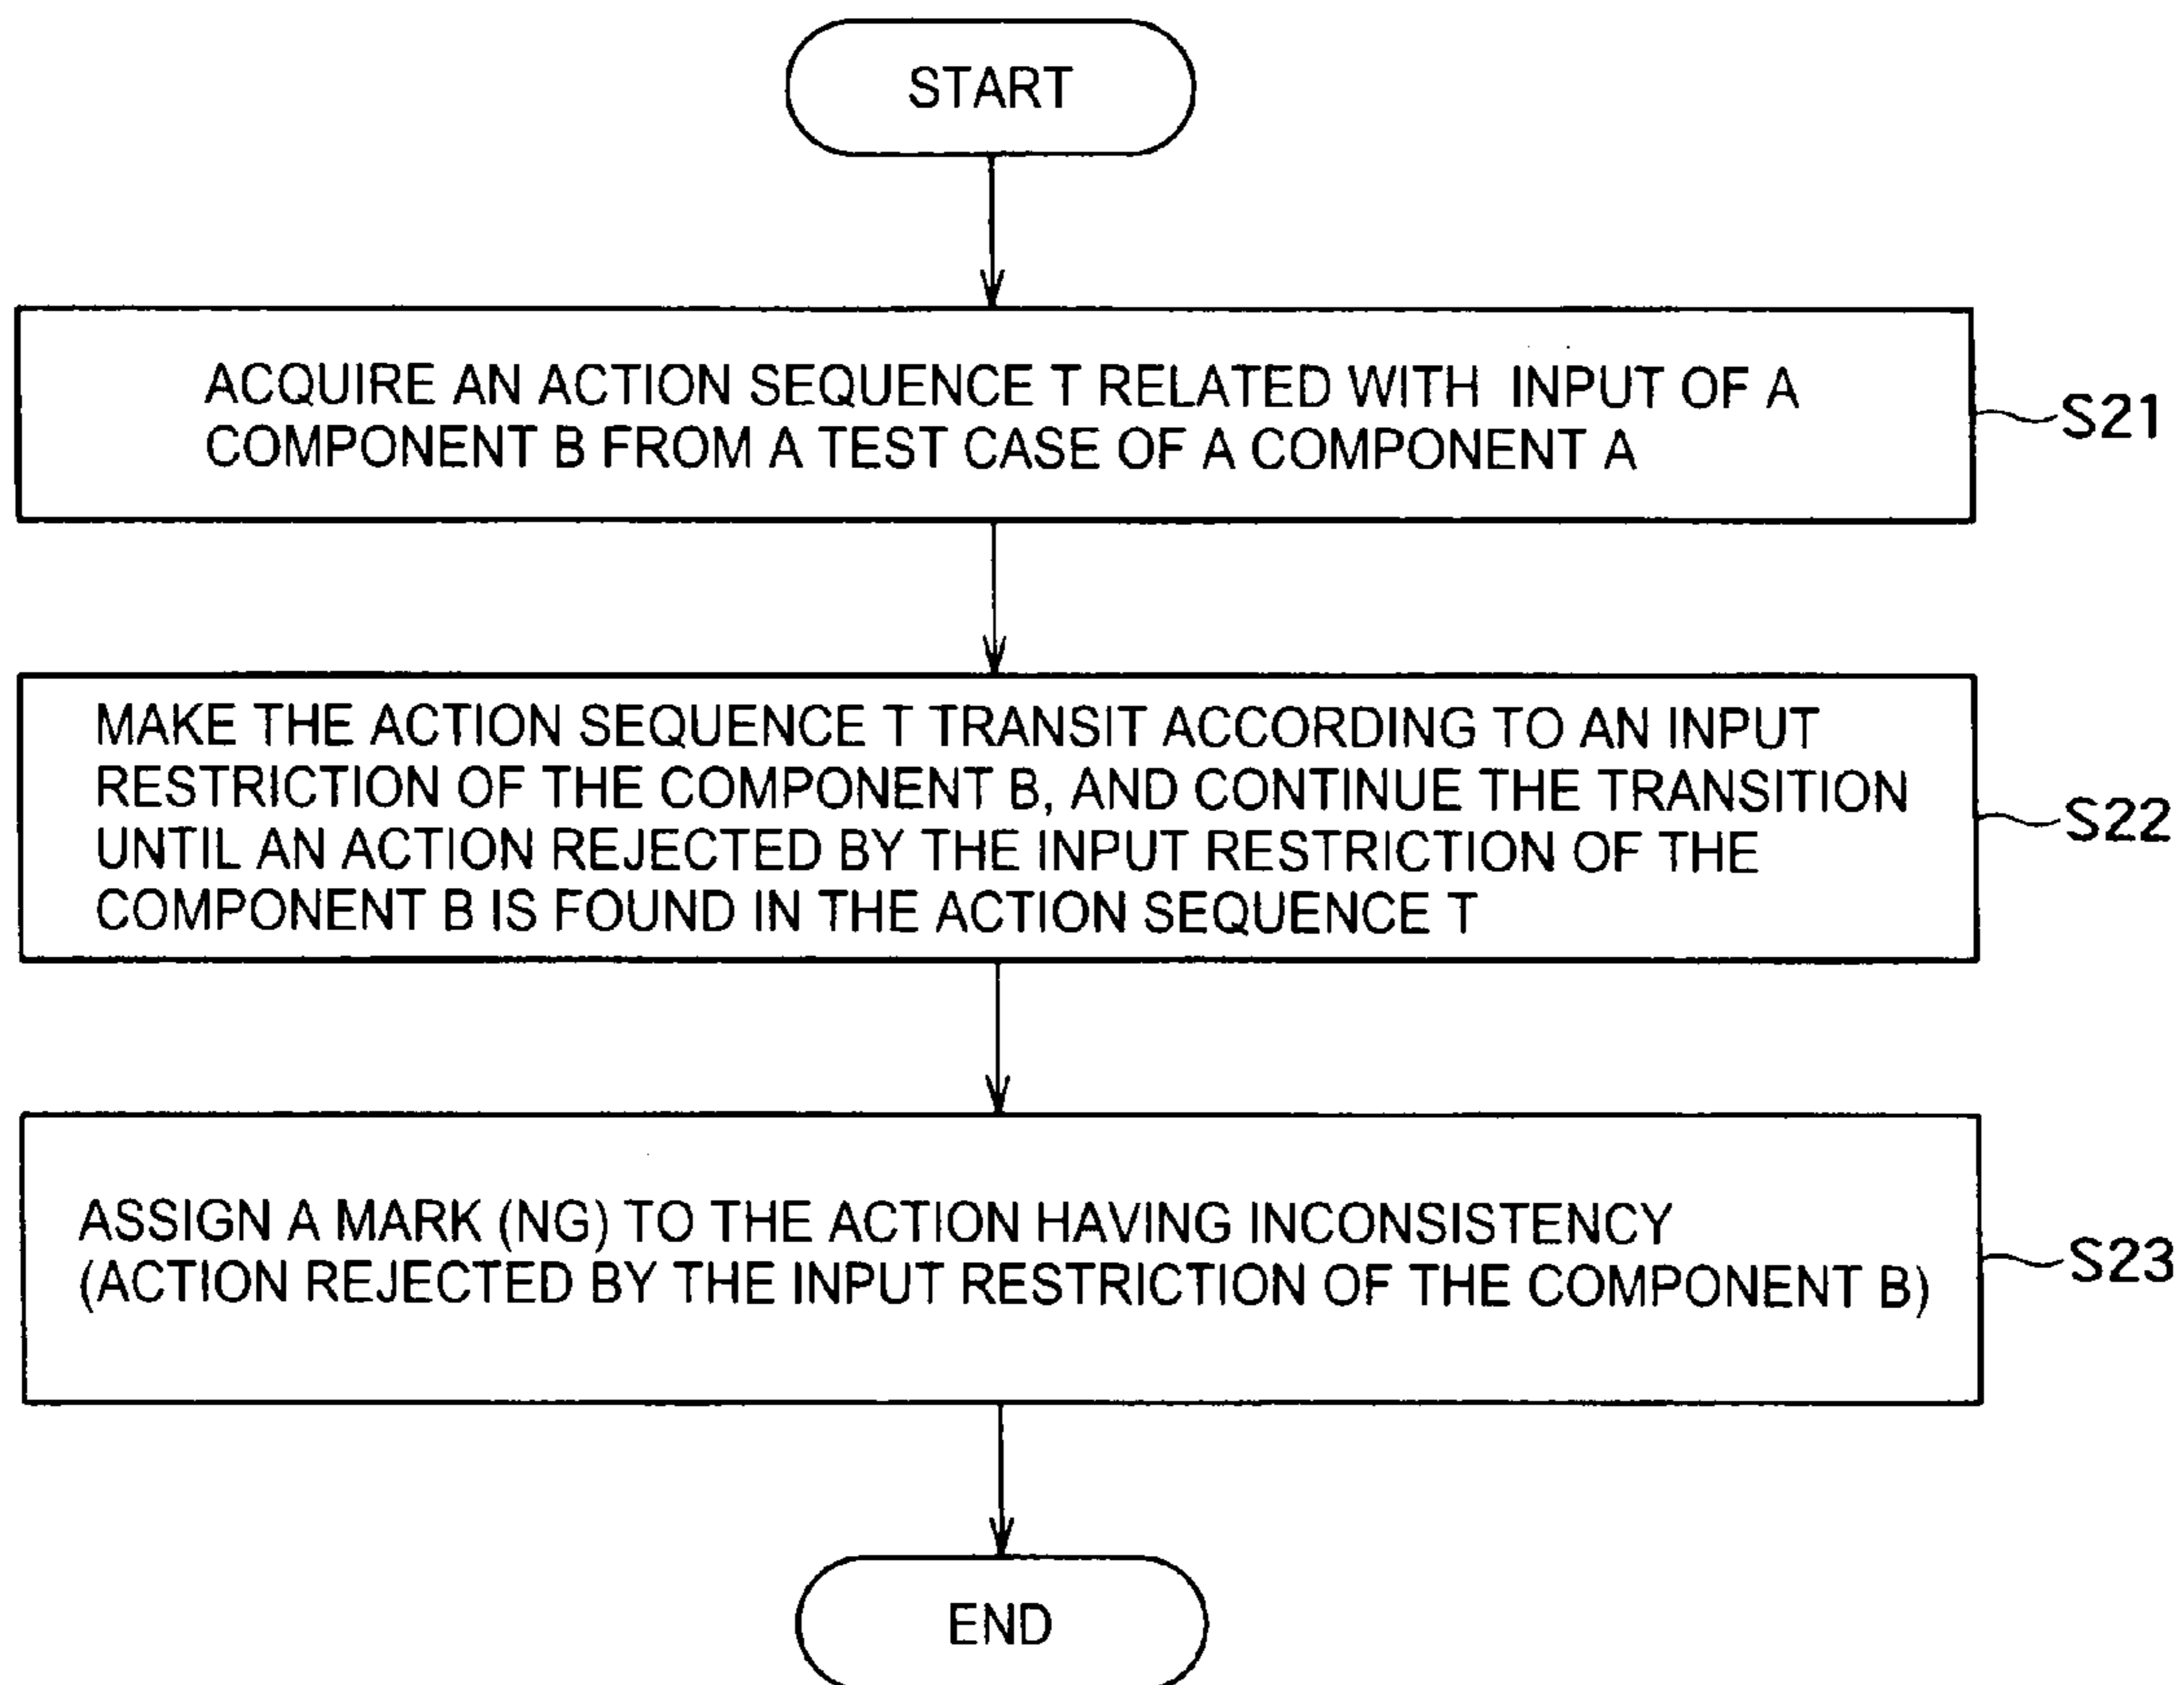 START
ACQUIRE AN ACTION SEQUENCE T RELATED WITH INPUT OF A
COMPONENT B FROM A TEST CASE OF A COMPONENT A
S21
MAKE THE ACTION SEQUENCE T TRANSIT ACCORDING TO AN INPUT
RESTRICTION OF THE COMPONENT B, AND CONTINUE THE TRANSITION
UNTIL AN ACTION REJECTED BY THE INPUT RESTRICTION OF THE
COMPONENT B IS FOUND IN THE ACTION SEQUENCE T
S22
ASSIGN A MARK (NG) TO THE ACTION HAVING INCONSISTENCY
(ACTION REJECTED BY THE INPUT RESTRICTION OF THE COMPONENT B)
S23
END